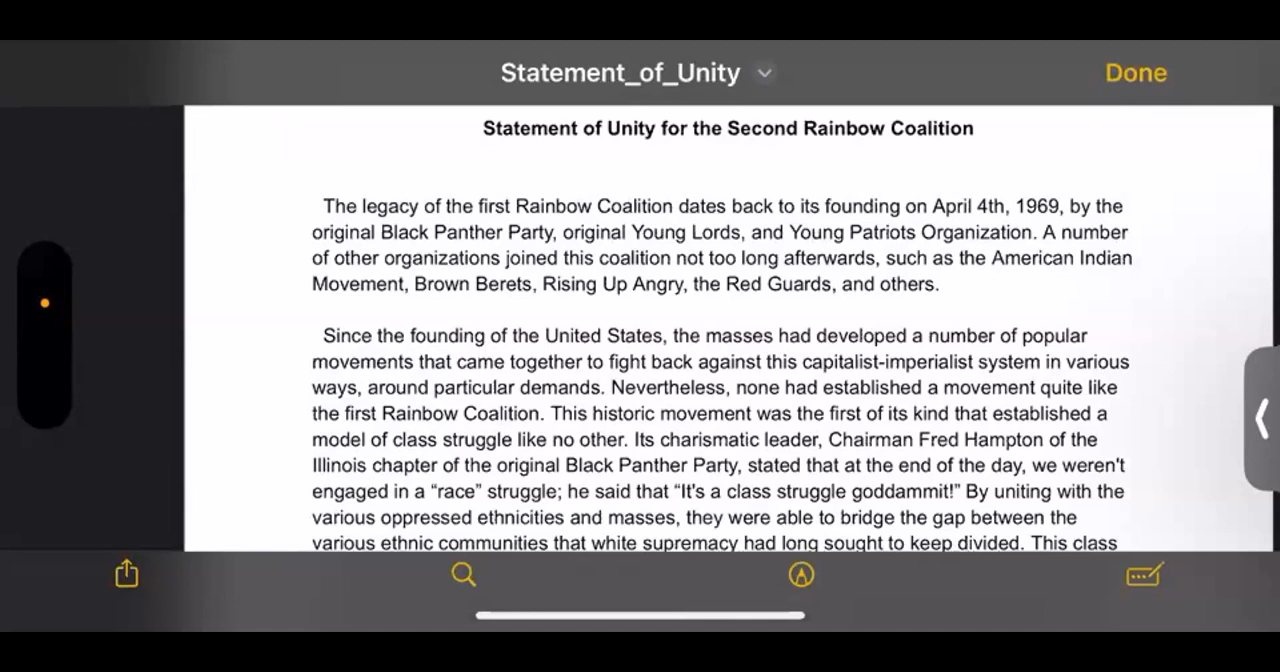 Statement_of_Unity
Done
Statement of Unity for the Second Rainbow Coalition
The legacy of the first Rainbow Coalition dates back to its founding on April 4th, 1969, by the
original Black Panther Party, original Young Lords, and Young Patriots Organization. A number
of other organizations joined this coalition not too long afterwards, such as the American Indian
Movement, Brown Berets, Rising Up Angry, the Red Guards, and others.
Since the founding of the United States, the masses had developed a number of popular
movements that came together to fight back against this capitalist-imperialist system in various
ways, around particular demands. Nevertheless, none had established a movement quite like
the first Rainbow Coalition. This historic movement was the first of its kind that established a
model of class struggle like no other. Its charismatic leader, Chairman Fred Hampton of the
Illinois chapter of the original Black Panther Party, stated that at the end of the day, we weren't
engaged in a “race” struggle; he said that “It's a class struggle goddammit!” By uniting with the
various oppressed ethnicities and masses, they were able to bridge the gap between the
various ethnic communities that white supremacy had long sought to keep divided. This class